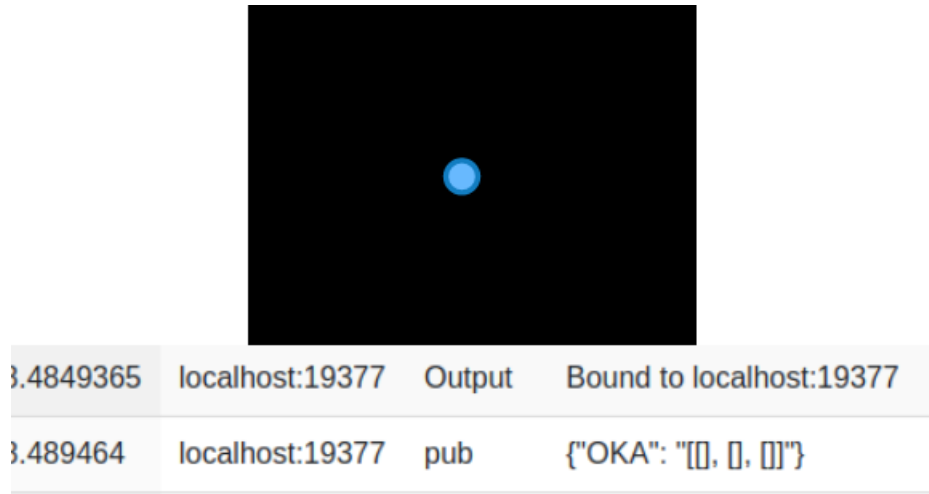 3.4849365 localhost:19377 Output Bound to localhost:19377
3.489464 localhost:19377 pub {"OKA": "[[], [], []]"}